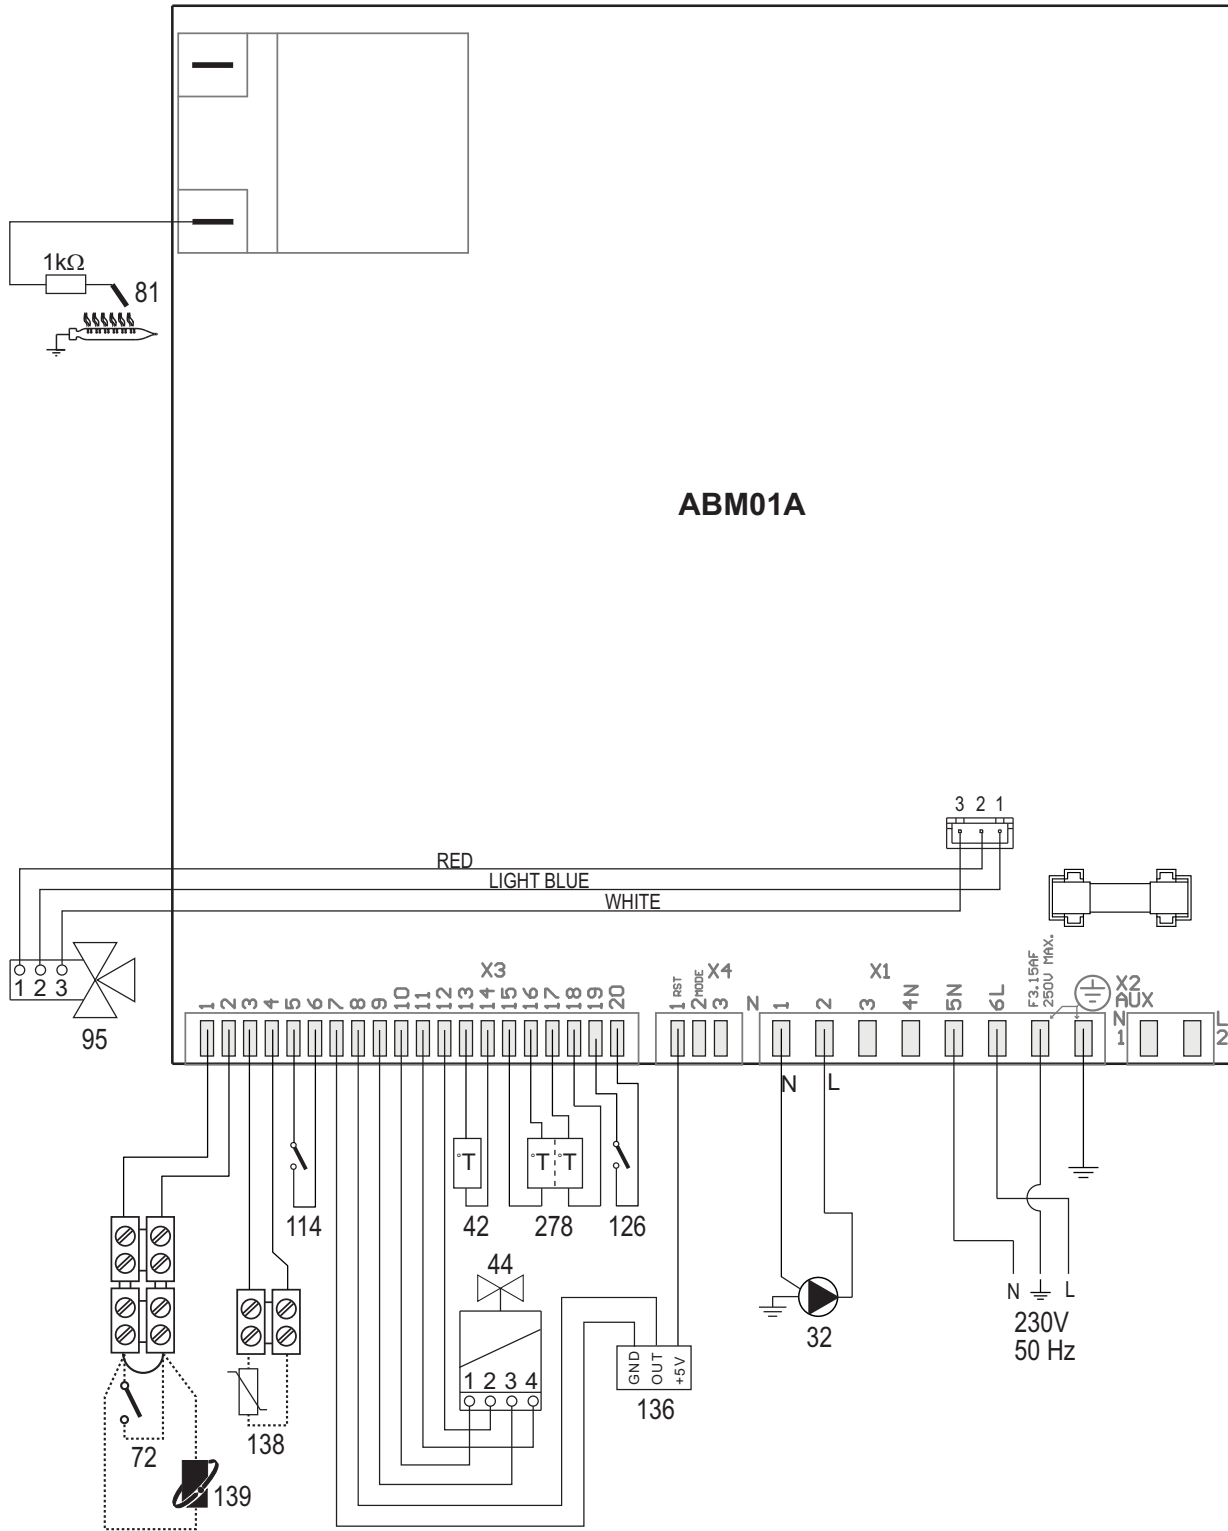 1kΩ
81
ABM01A
3 2 1
RED
LIGHT BLUE
WHITE
1 2 3
95
X3
1 2 3 4 5 6 7 8 9 10 11 12 13 14 15 16 17 18 19 20
X4
1 RST
2 MODE
3
N
X1
1 2 3 4N 5N 6L
F3.15AF
250V MAX.
X2
AUX
N L
1 2
N L
°T
°T °T
114
42
278
126
44
1 2 3 4
GND
OUT
+5V
136
32
N L
230V
50 Hz
72
138
139